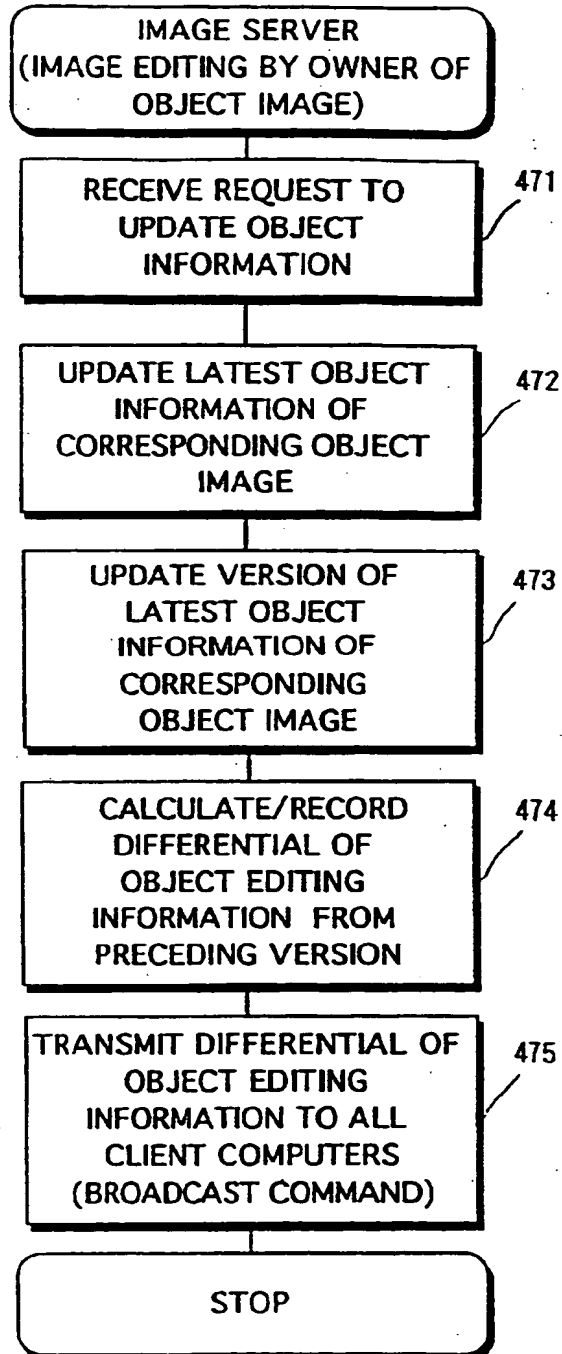 IMAGE SERVER
(IMAGE EDITING BY OWNER OF
OBJECT IMAGE)
RECEIVE REQUEST TO
UPDATE OBJECT
INFORMATION
471
UPDATE LATEST OBJECT
INFORMATION OF
CORRESPONDING OBJECT
IMAGE
472
UPDATE VERSION OF
LATEST OBJECT
INFORMATION OF
CORRESPONDING
OBJECT IMAGE
473
CALCULATE/RECORD
DIFFERENTIAL OF
OBJECT EDITING
INFORMATION FROM
PRECEDING VERSION
474
TRANSMIT DIFFERENTIAL OF
OBJECT EDITING
INFORMATION TO ALL
CLIENT COMPUTERS
(BROADCAST COMMAND)
475
STOP